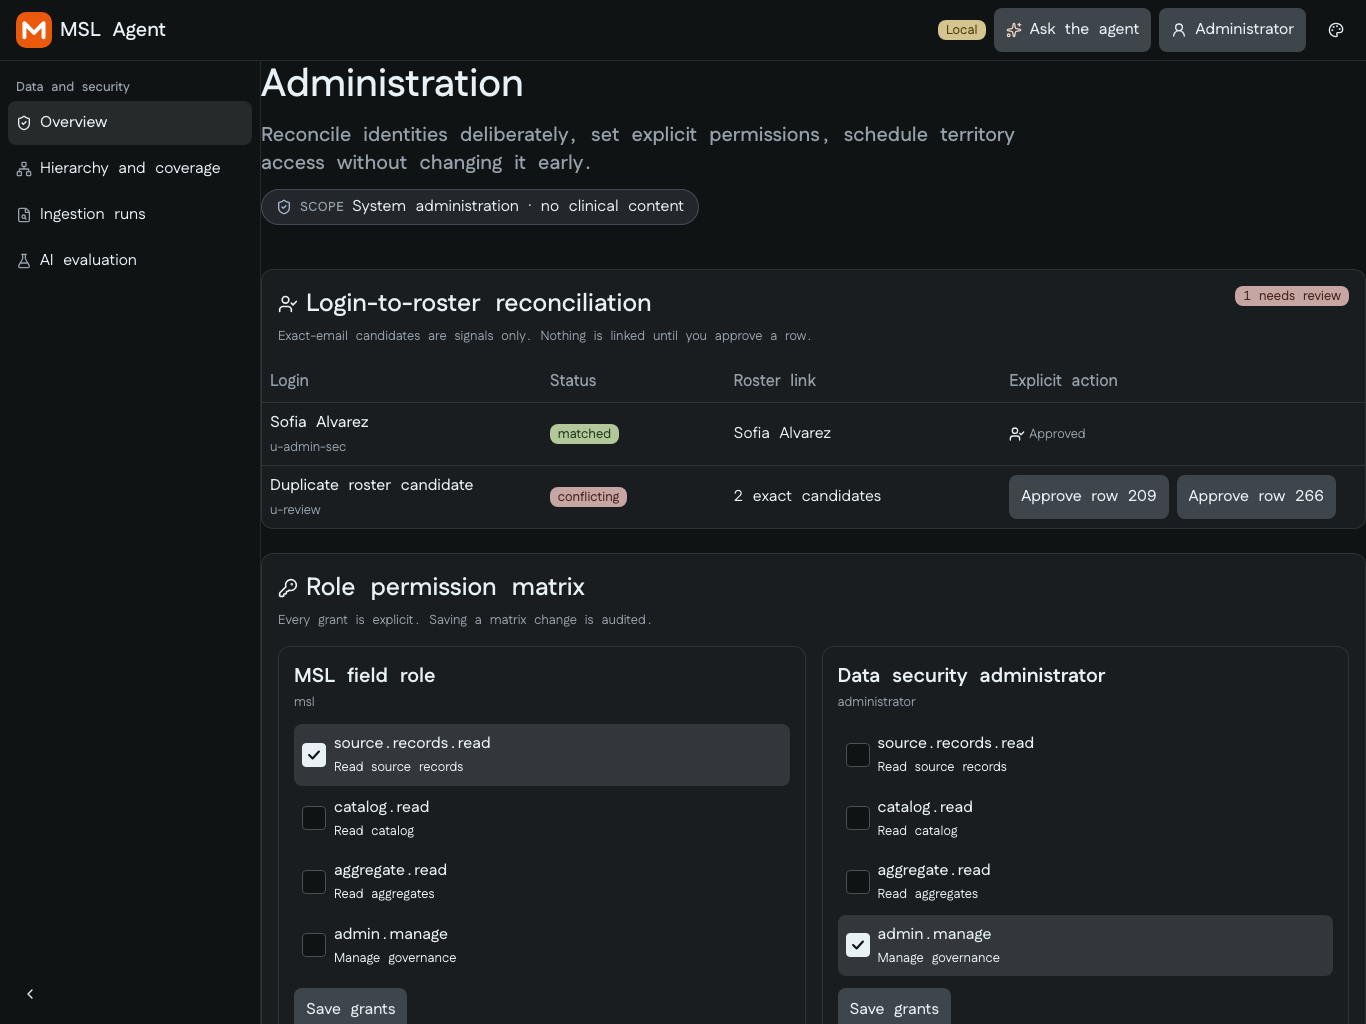 MSL Agent
Local
Ask the agent
Administrator
Data and security
Overview
Hierarchy and coverage
Ingestion runs
AI evaluation
Administration
Reconcile identities deliberately, set explicit permissions, schedule territory
access without changing it early.
SCOPE System administration · no clinical content
Login-to-roster reconciliation
1 needs review
Exact-email candidates are signals only. Nothing is linked until you approve a row.
Login Status Roster link Explicit action
Sofia Alvarez
u-admin-sec
matched
Sofia Alvarez
Approved
Duplicate roster candidate
u-review
conflicting
2 exact candidates
Approve row 209
Approve row 266
Role permission matrix
Every grant is explicit. Saving a matrix change is audited.
MSL field role
msl
source.records.read
Read source records
catalog.read
Read catalog
aggregate.read
Read aggregates
admin.manage
Manage governance
Save grants
Data security administrator
administrator
source.records.read
Read source records
catalog.read
Read catalog
aggregate.read
Read aggregates
admin.manage
Manage governance
Save grants